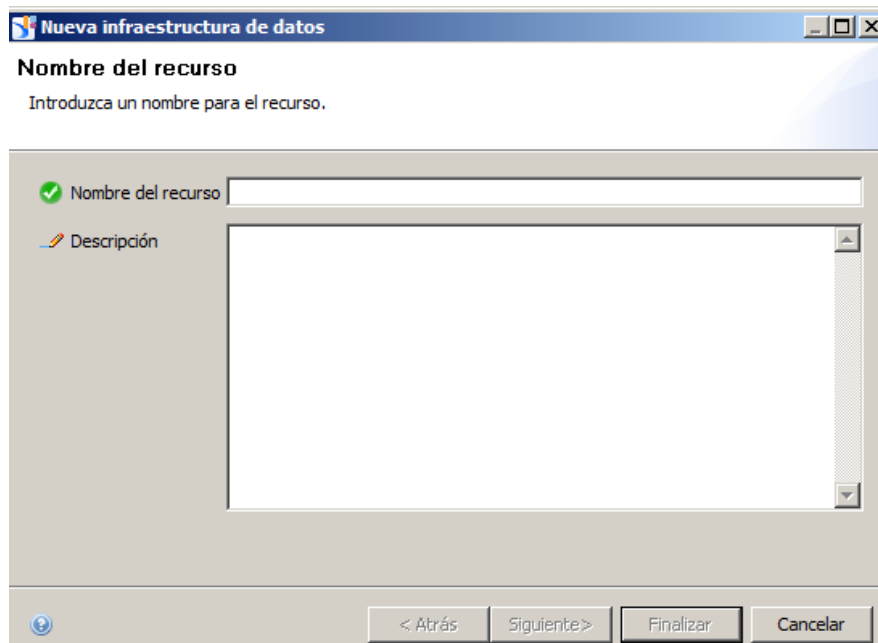 Nueva infraestructura de datos
Nombre del recurso
Introduzca un nombre para el recurso.
Nombre del recurso
Descripción
< Atrás
Siguiente>
Finalizar
Cancelar